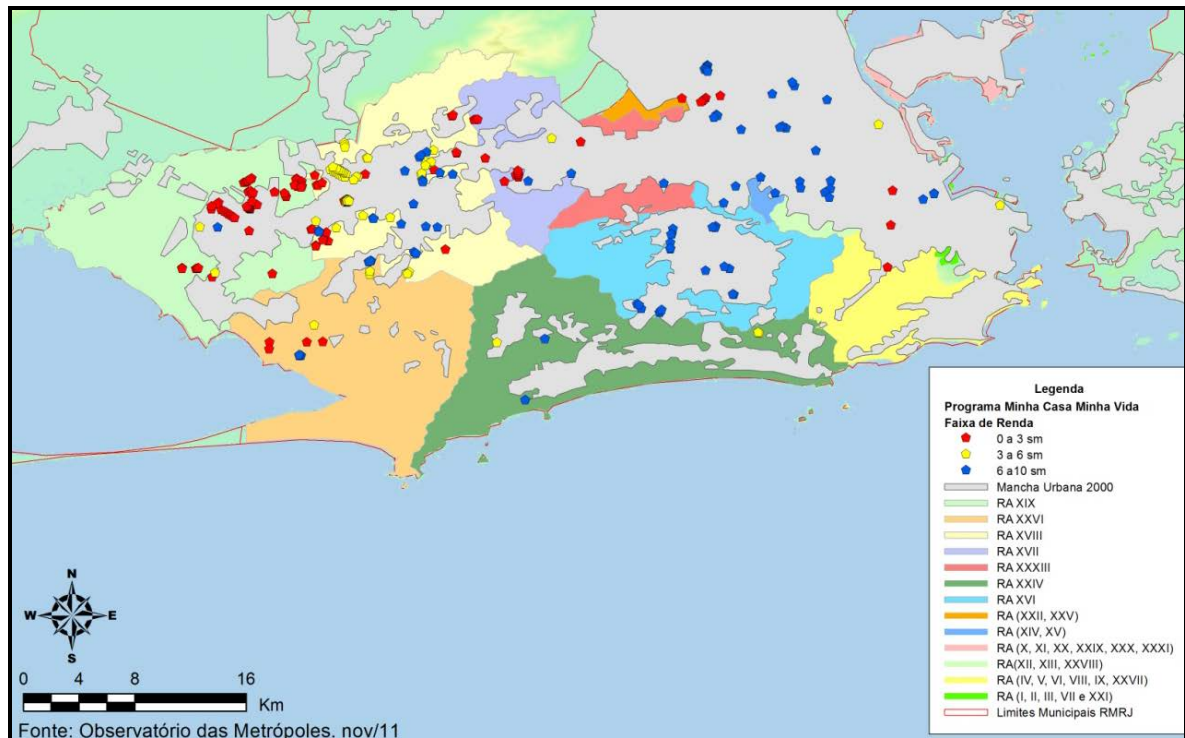 Legenda
Programa Minha Casa Minha Vida
Faixa de Renda
0 a 3 sm
3 a 6 sm
6 a10 sm
Mancha Urbana 2000
RA XIX
RA XXVI
RA XVIII
RA XVII
RA XXXIII
RA XXIV
RA XVI
RA (XXII, XXV)
RA (XIV, XV)
RA (X, XI, XX, XXIX, XXX, XXXI)
RA(XII, XIII, XXVIII)
RA (IV, V, VI, VIII, IX, XXVII)
RA (I, II, III, VII e XXI)
Limites Municipais RMRJ
N
W E
S
0 4 8 16
Km
Fonte: Observatório das Metrópoles, nov/11